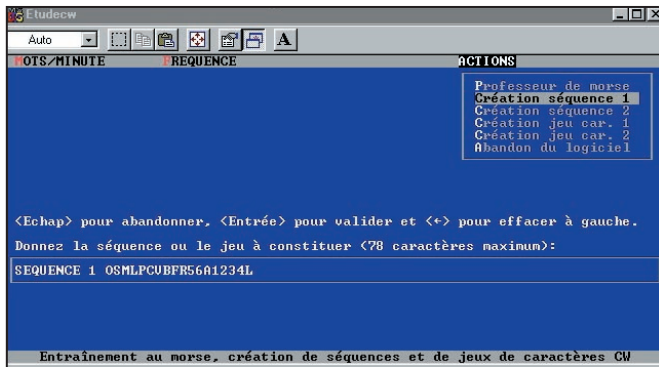 Etudecw
Auto A
MOTS/MINUTE FREQUENCE ACTIONS
Professeur de morse
Création séquence 1
Création séquence 2
Création jeu car. 1
Création jeu car. 2
Abandon du logiciel
<Echap> pour abandonner, <Entrée> pour valider et <←> pour effacer à gauche.
Donnez la séquence ou le jeu à constituer (78 caractères maximum):
SEQUENCE 1 OSMLPCVBFR56A1234L
Entraînement au morse, création de séquences et de jeux de caractères CW